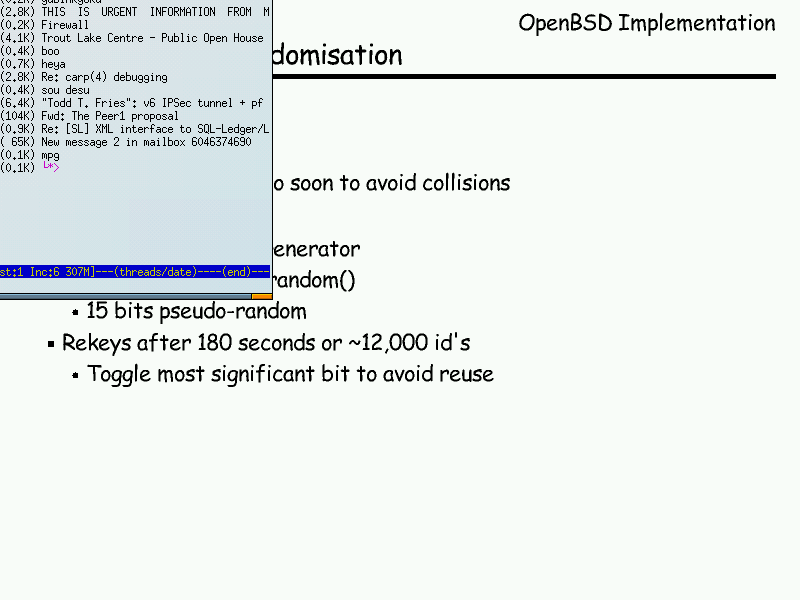 (2.8K) THIS IS URGENT INFORMATION FROM M
(0.2K) Firewall
(4.1K) Trout Lake Centre - Public Open House
(0.4K) boo
(0.7K) heya
(2.8K) Re: carp(4) debugging
(0.4K) sou desu
(6.4K) "Todd T. Fries": v6 IPSec tunnel + pf
(104K) Fwd: The Peer1 proposal
(0.9K) Re: [SL] XML interface to SQL-Ledger/L
( 65K) New message 2 in mailbox 6046374690
(0.1K) mpg
(0.1K) └*>
st:1 Inc:6 307M]---(threads/date)----(end)---
OpenBSD Implementation
domisation
o soon to avoid collisions
enerator
random()
▪ 15 bits pseudo-random
▪ Rekeys after 180 seconds or ~12,000 id's
▪ Toggle most significant bit to avoid reuse